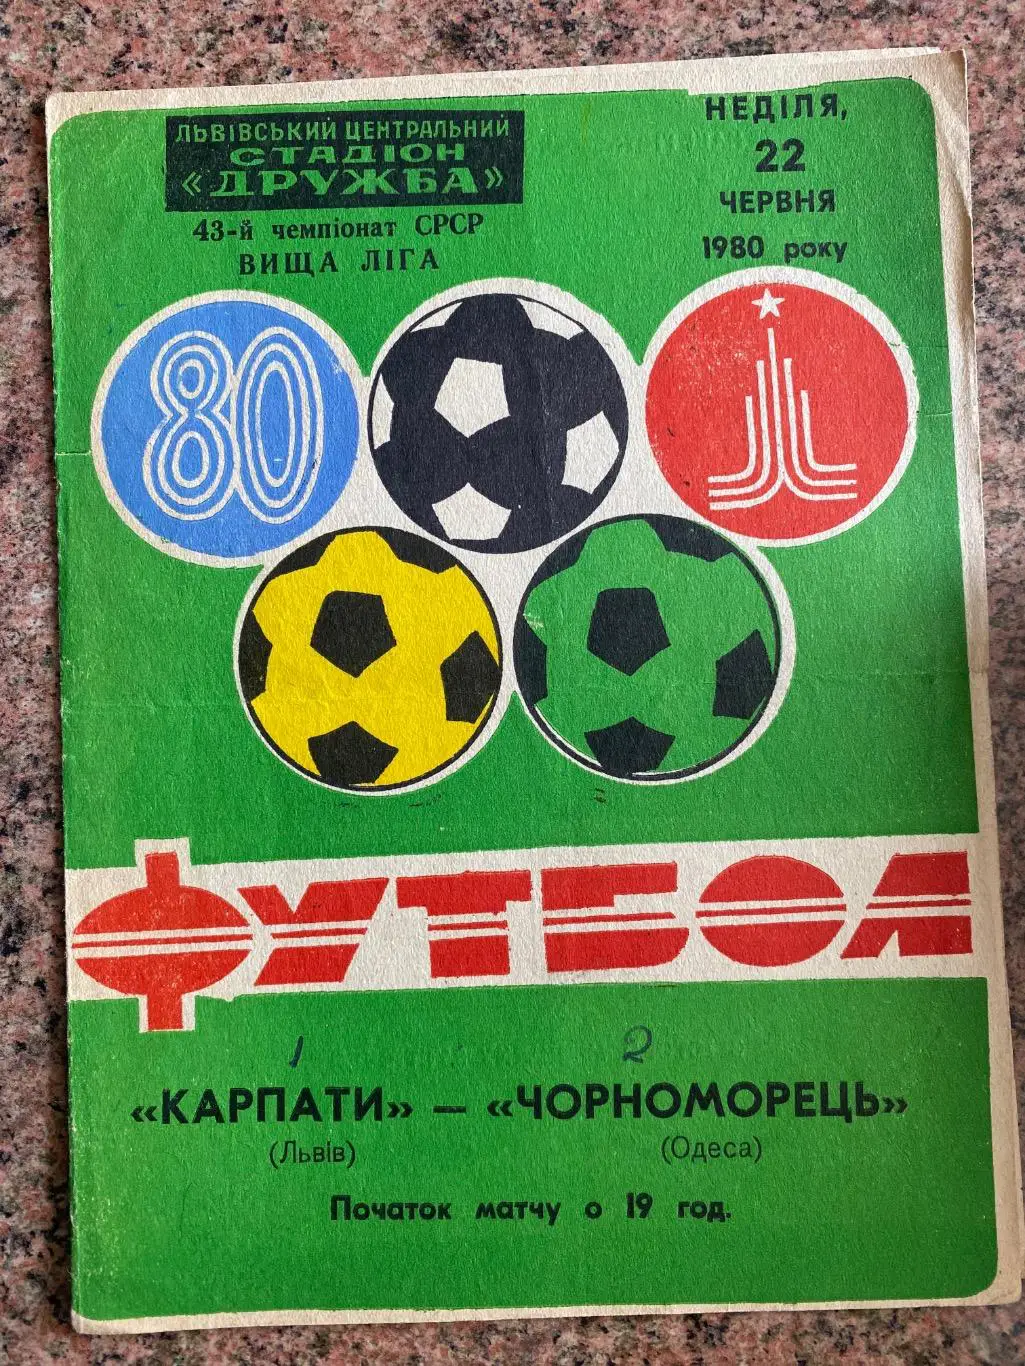 ЛЬВІВСЬКИЙ ЦЕНТРАЛЬНИЙ
СТАДІОН
«ДРУЖБА»
43-й чемпіонат СРСР
ВИЩА ЛІГА
НЕДІЛЯ,
22
ЧЕРВНЯ
1980 року
80
ФУТБОЛ
1 2
«КАРПАТИ» — «ЧОРНОМОРЕЦЬ»
(Львів) (Одеса)
Початок матчу о 19 год.